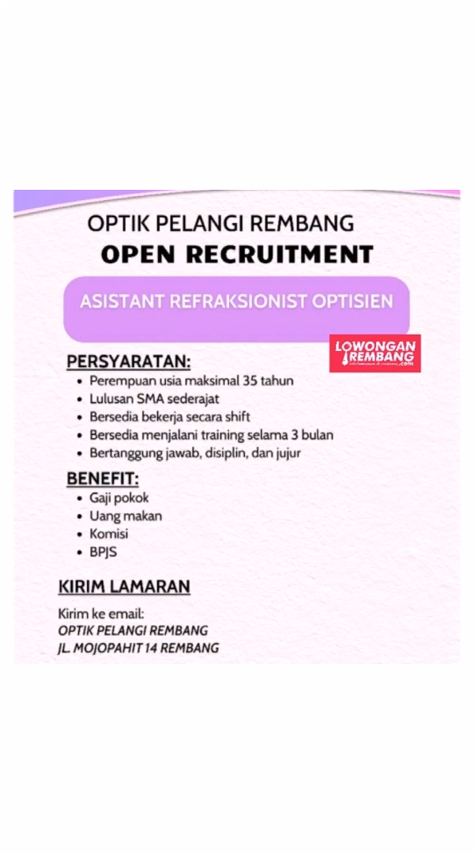 OPTIK PELANGI REMBANG
OPEN RECRUITMENT
ASISTANT REFRAKSIONIST OPTISIEN
LOWONGAN
REMBANG
.com
PERSYARATAN:
• Perempuan usia maksimal 35 tahun
• Lulusan SMA sederajat
• Bersedia bekerja secara shift
• Bersedia menjalani training selama 3 bulan
• Bertanggung jawab, disiplin, dan jujur
BENEFIT:
• Gaji pokok
• Uang makan
• Komisi
• BPJS
KIRIM LAMARAN
Kirim ke email:
OPTIK PELANGI REMBANG
JL. MOJOPAHIT 14 REMBANG